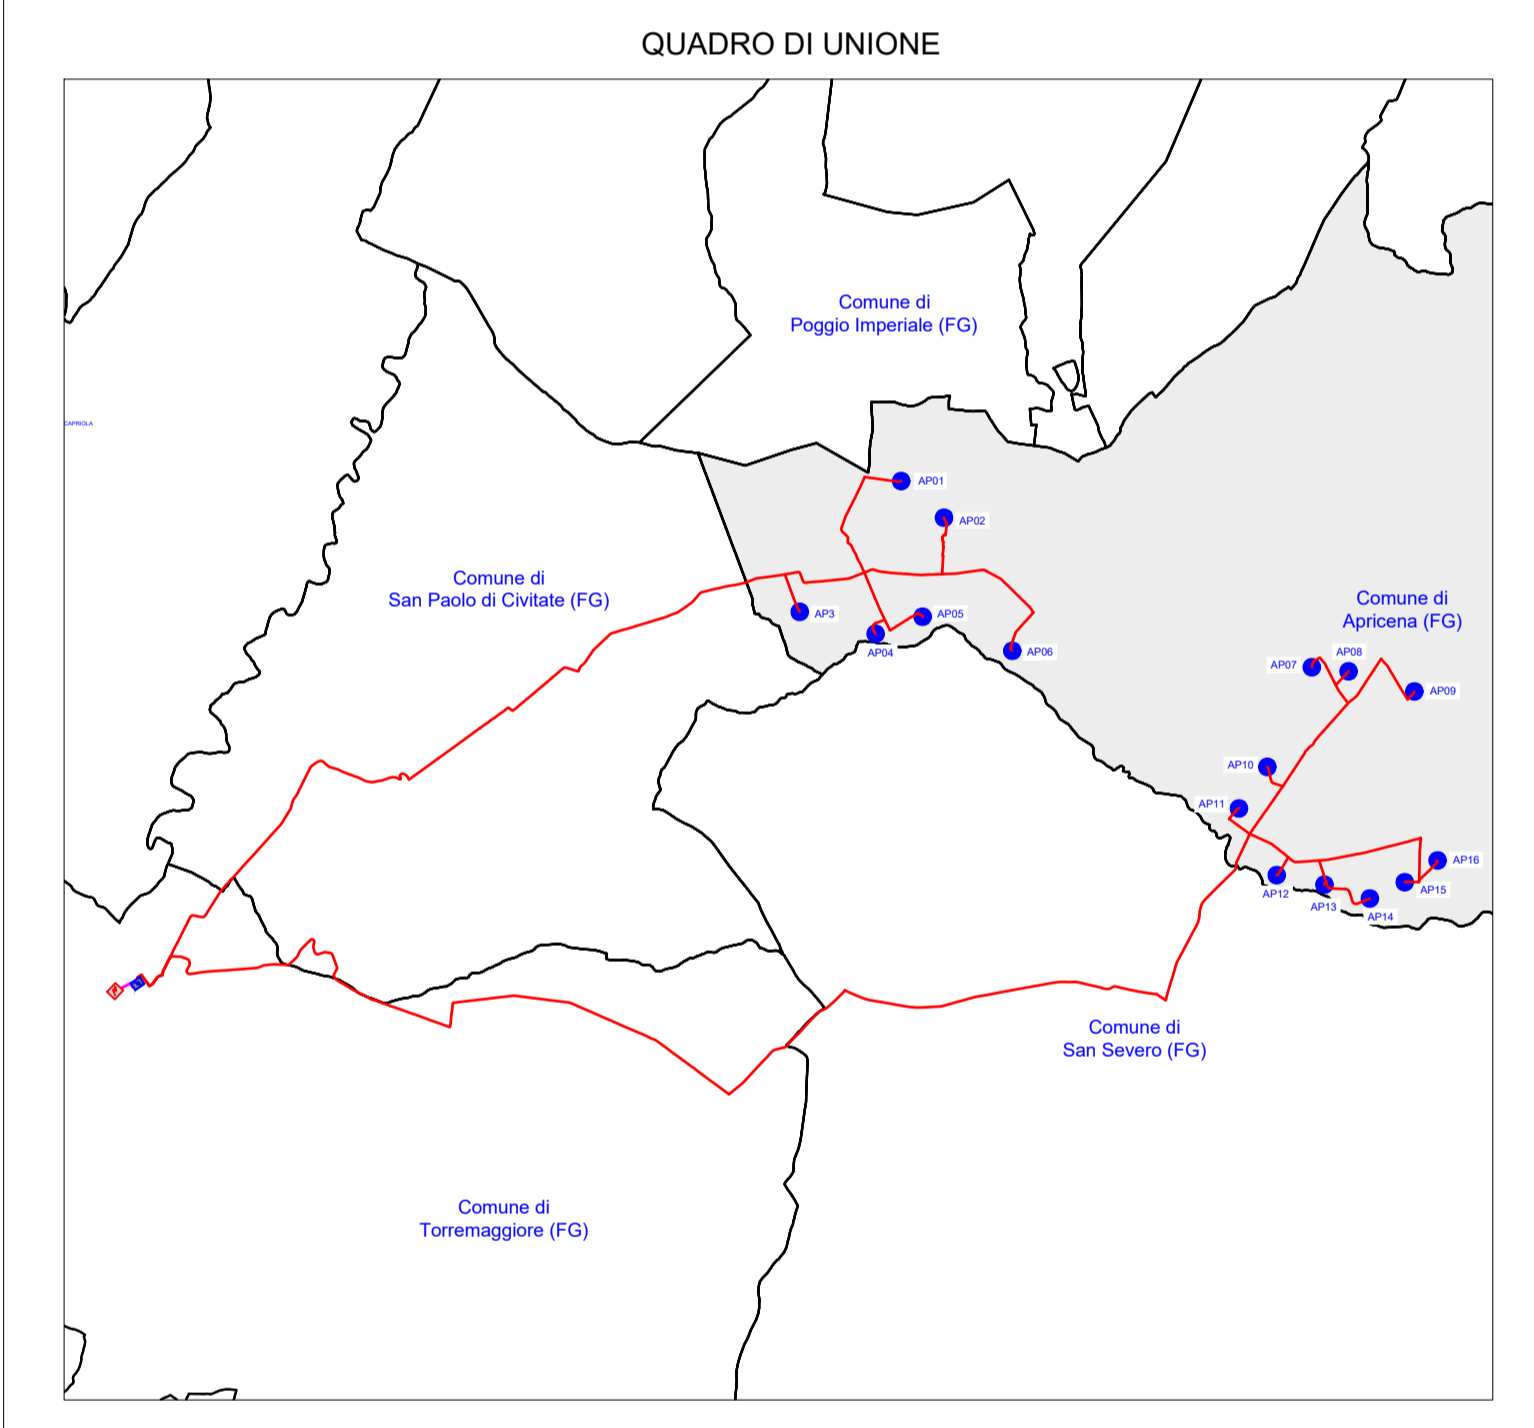 QUADRO DI UNIONE
Comune di
Poggio Imperiale (FG)
CAPRIOLA
AP01
AP02
Comune di
San Paolo di Civitate (FG)
AP3
AP05
AP04
AP06
Comune di
Apricena (FG)
AP07
AP08
AP09
AP10
AP11
AP12
AP13
AP14
AP15
AP16
Comune di
San Severo (FG)
Comune di
Torremaggiore (FG)